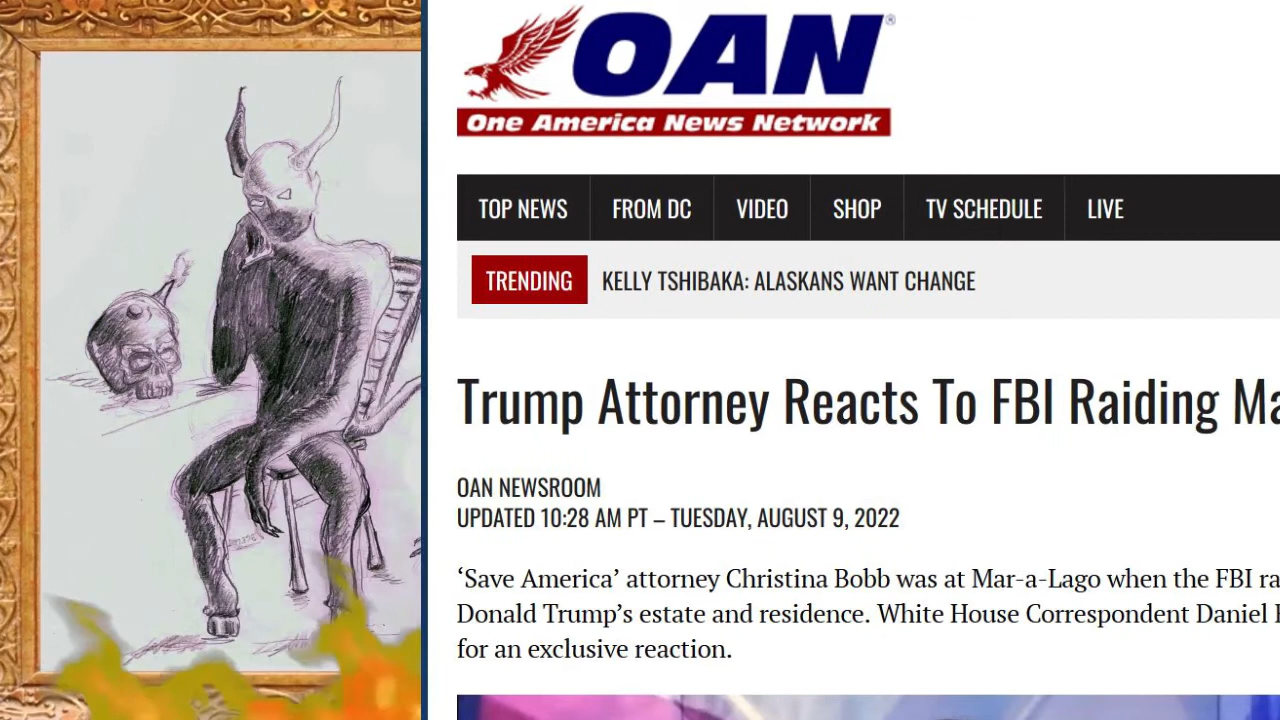 OAN®
One America News Network
TOP NEWS FROM DC VIDEO SHOP TV SCHEDULE LIVE
TRENDING KELLY TSHIBAKA: ALASKANS WANT CHANGE
Trump Attorney Reacts To FBI Raiding Ma
OAN NEWSROOM
UPDATED 10:28 AM PT – TUESDAY, AUGUST 9, 2022
‘Save America’ attorney Christina Bobb was at Mar-a-Lago when the FBI ra
Donald Trump’s estate and residence. White House Correspondent Daniel
for an exclusive reaction.